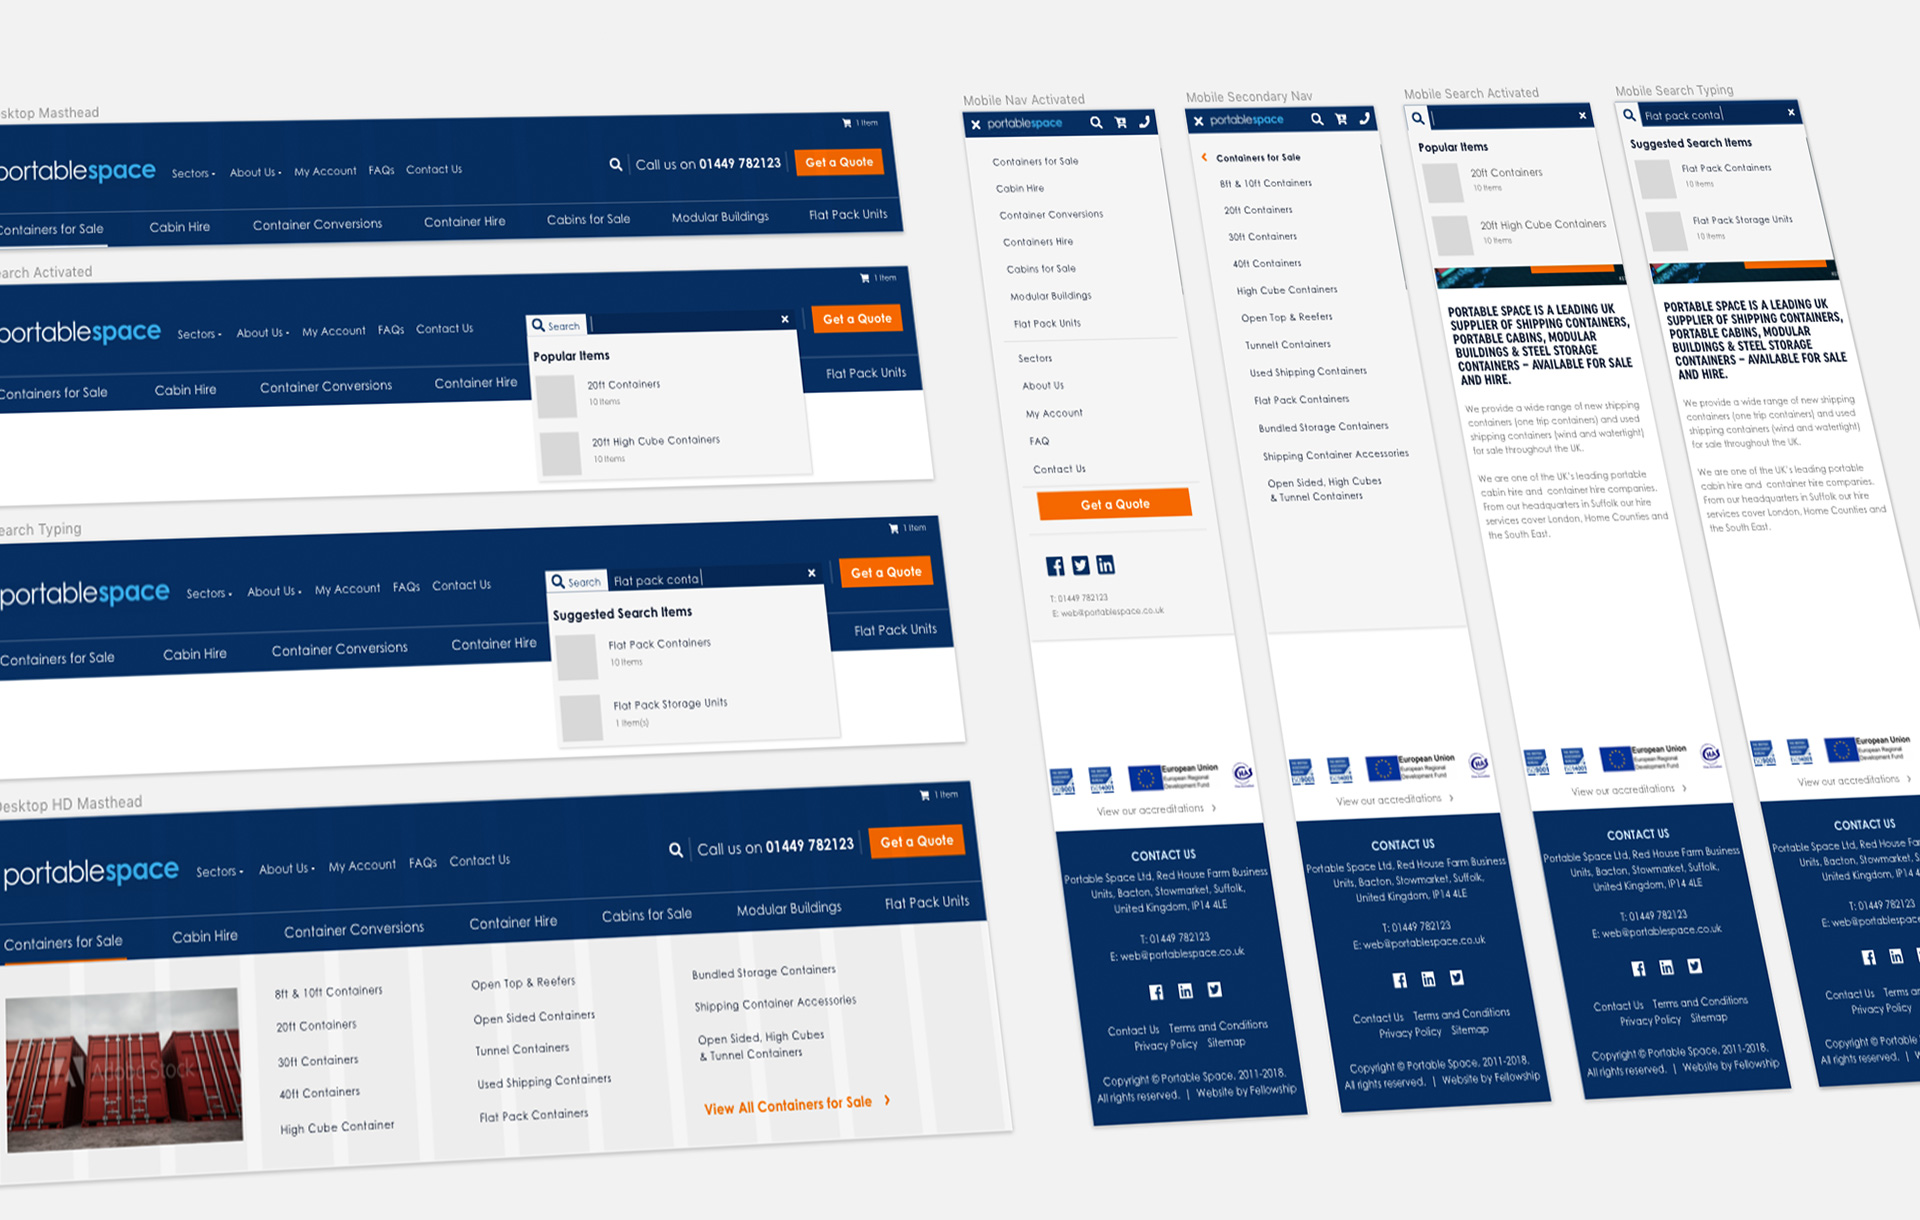 sktop Masthead
1 Item
portablespace
Sectors
About Us
My Account
FAQs
Contact Us
Call us on 01449 782123
Get a Quote
Containers for Sale
Cabin Hire
Container Conversions
Container Hire
Cabins for Sale
Modular Buildings
Flat Pack Units
earch Activated
1 Item
portablespace
Sectors
About Us
My Account
FAQs
Contact Us
Search
Get a Quote
Popular Items
20ft Containers
10 Items
20ft High Cube Containers
10 Items
Containers for Sale
Cabin Hire
Container Conversions
Container Hire
Flat Pack Units
earch Typing
1 Item
portablespace
Sectors
About Us
My Account
FAQs
Contact Us
Search
Flat pack conta
Get a Quote
Suggested Search Items
Flat Pack Containers
10 Items
Flat Pack Storage Units
1 Item(s)
Containers for Sale
Cabin Hire
Container Conversions
Container Hire
Flat Pack Units
Desktop HD Masthead
1 Item
portablespace
Sectors
About Us
My Account
FAQs
Contact Us
Call us on 01449 782123
Get a Quote
Containers for Sale
Cabin Hire
Container Conversions
Container Hire
Cabins for Sale
Modular Buildings
Flat Pack Units
Adobe Stock
8ft & 10ft Containers
20ft Containers
30ft Containers
40ft Containers
High Cube Container
Open Top & Reefers
Open Sided Containers
Tunnel Containers
Used Shipping Containers
Flat Pack Containers
Bundled Storage Containers
Shipping Container Accessories
Open Sided, High Cubes
& Tunnel Containers
View All Containers for Sale
Mobile Nav Activated
portablespace
Containers for Sale
Cabin Hire
Container Conversions
Containers Hire
Cabins for Sale
Modular Buildings
Flat Pack Units
Sectors
About Us
My Account
FAQ
Contact Us
Get a Quote
T: 01449 782123
E: web@portablespace.co.uk
ISO9001
ISO14001
European Union
European Regional
Development Fund
CHAS
View our accreditations
CONTACT US
Portable Space Ltd, Red House Farm Business
Units, Bacton, Stowmarket, Suffolk,
United Kingdom, IP14 4LE
T: 01449 782123
E: web@portablespace.co.uk
Contact Us Terms and Conditions
Privacy Policy Sitemap
Copyright © Portable Space, 2011-2018.
All rights reserved. | Website by Fellowship
Mobile Secondary Nav
portablespace
Containers for Sale
8ft & 10ft Containers
20ft Containers
30ft Containers
40ft Containers
High Cube Containers
Open Top & Reefers
Tunnelt Containers
Used Shipping Containers
Flat Pack Containers
Bundled Storage Containers
Shipping Container Accessories
Open Sided, High Cubes
& Tunnel Containers
ISO9001
ISO14001
European Union
European Regional
Development Fund
CHAS
View our accreditations
CONTACT US
Portable Space Ltd, Red House Farm Business
Units, Bacton, Stowmarket, Suffolk,
United Kingdom, IP14 4LE
T: 01449 782123
E: web@portablespace.co.uk
Contact Us Terms and Conditions
Privacy Policy Sitemap
Copyright © Portable Space, 2011-2018.
All rights reserved. | Website by Fellowship
Mobile Search Activated
Popular Items
20ft Containers
10 Items
20ft High Cube Containers
10 Items
PORTABLE SPACE IS A LEADING UK
SUPPLIER OF SHIPPING CONTAINERS,
PORTABLE CABINS, MODULAR
BUILDINGS & STEEL STORAGE
CONTAINERS – AVAILABLE FOR SALE
AND HIRE.
We provide a wide range of new shipping
containers (one trip containers) and used
shipping containers (wind and watertight)
for sale throughout the UK.
We are one of the UK's leading portable
cabin hire and container hire companies.
From our headquarters in Suffolk our hire
services cover London, Home Counties and
the South East.
ISO9001
ISO14001
European Union
European Regional
Development Fund
CHAS
View our accreditations
CONTACT US
Portable Space Ltd, Red House Farm Business
Units, Bacton, Stowmarket, Suffolk,
United Kingdom, IP14 4LE
T: 01449 782123
E: web@portablespace.co.uk
Contact Us Terms and Conditions
Privacy Policy Sitemap
Copyright © Portable Space, 2011-2018.
All rights reserved. | Website by Fellowship
Mobile Search Typing
Flat pack conta
Suggested Search Items
Flat Pack Containers
10 Items
Flat Pack Storage Units
10 Items
PORTABLE SPACE IS A LEADING UK
SUPPLIER OF SHIPPING CONTAINERS,
PORTABLE CABINS, MODULAR
BUILDINGS & STEEL STORAGE
CONTAINERS – AVAILABLE FOR SALE
AND HIRE.
We provide a wide range of new shipping
containers (one trip containers) and used
shipping containers (wind and watertight)
for sale throughout the UK.
We are one of the UK's leading portable
cabin hire and container hire companies.
From our headquarters in Suffolk our hire
services cover London, Home Counties and
the South East.
European Union
European Regional
Development Fund
View our accreditations
CONTACT US
Portable Space Ltd, Red House Fa
Units, Bacton, Stowmarket, S
United Kingdom, IP14 4
T: 01449 782123
E: web@portablespace
Contact Us Terms a
Privacy Policy
Copyright © Portable
All rights reserved. | W